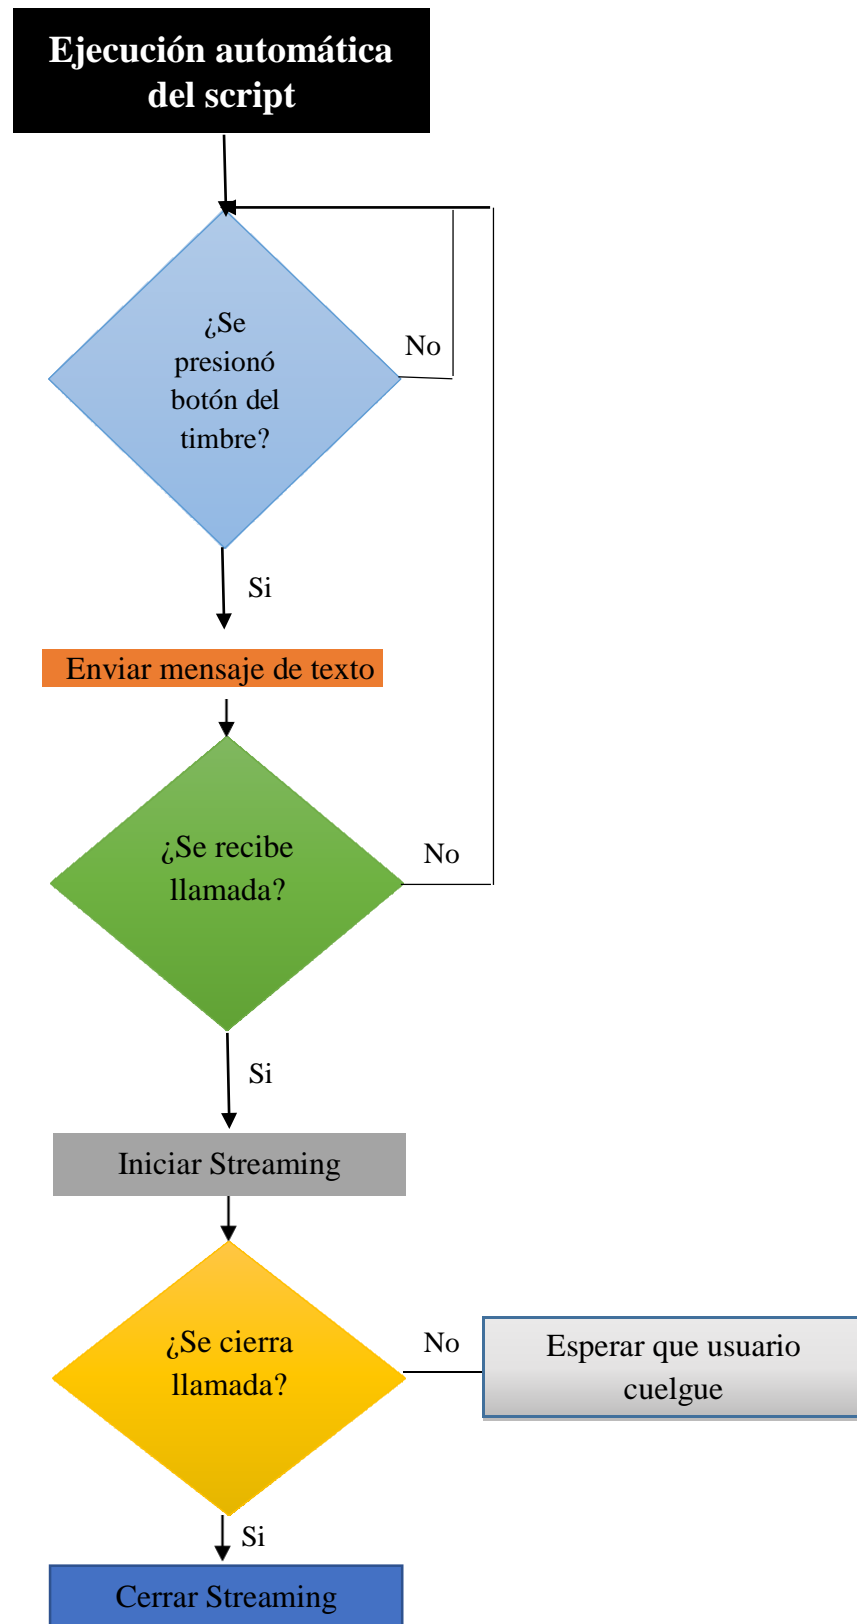 Ejecución automática
del script
¿Se
presionó
botón del
timbre?
No
Si
Enviar mensaje de texto
¿Se recibe
llamada?
No
Si
Iniciar Streaming
¿Se cierra
llamada?
No
Esperar que usuario
cuelgue
Si
Cerrar Streaming